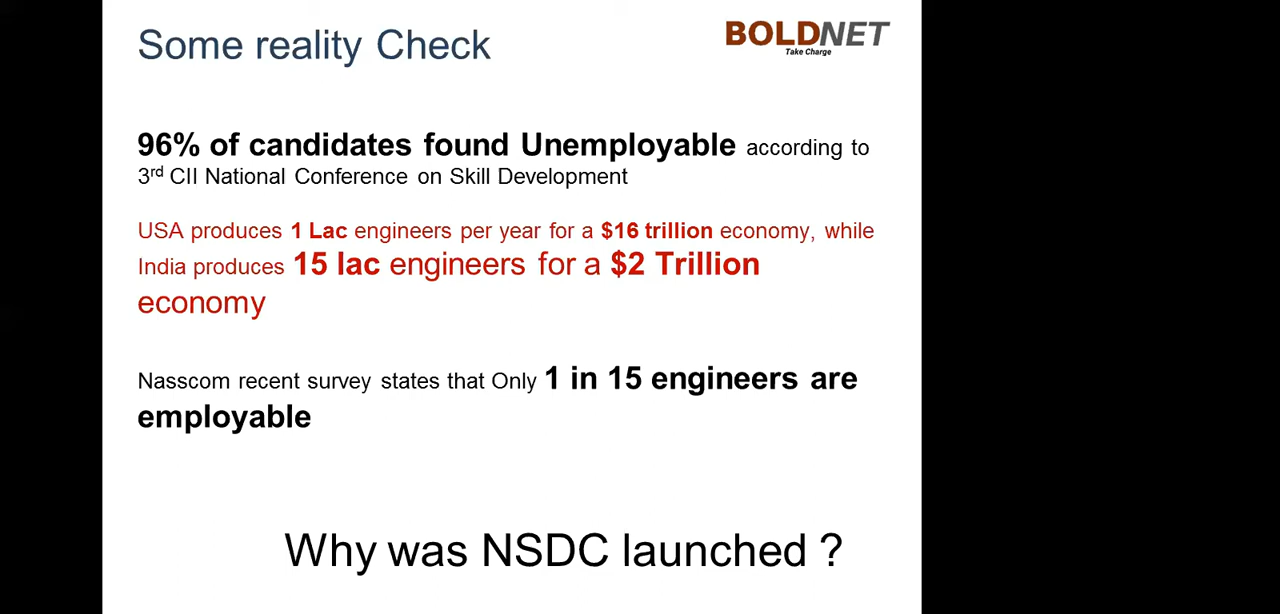 Some reality Check
BOLDNET
Take Charge
96% of candidates found Unemployable according to
3rd CII National Conference on Skill Development
USA produces 1 Lac engineers per year for a $16 trillion economy, while
India produces 15 lac engineers for a $2 Trillion
economy
Nasscom recent survey states that Only 1 in 15 engineers are
employable
Why was NSDC launched ?